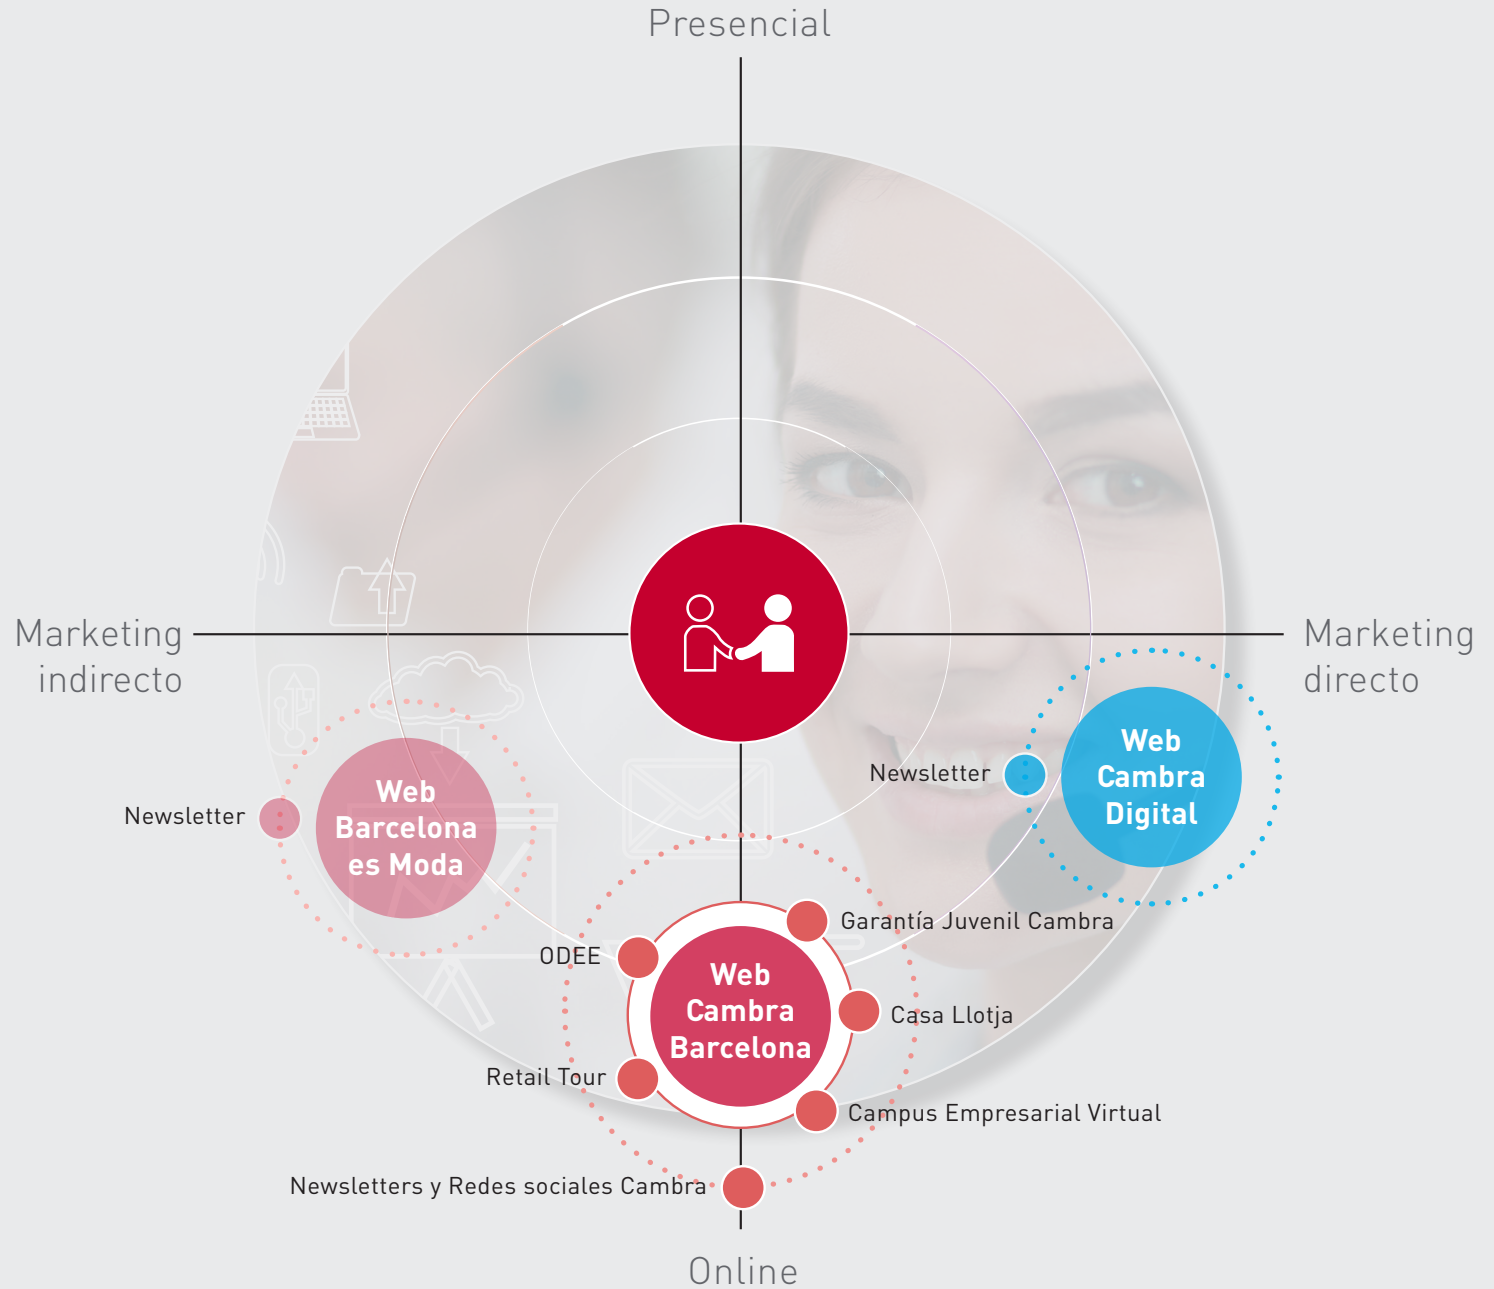 Presencial
Marketing
indirecto
Marketing
directo
Web
Cambra
Digital
Newsletter
Web
Barcelona
es Moda
Newsletter
Garantía Juvenil Cambra
ODEE
Web
Cambra
Barcelona
Casa Llotja
Retail Tour
Campus Empresarial Virtual
Newsletters y Redes sociales Cambra
Online